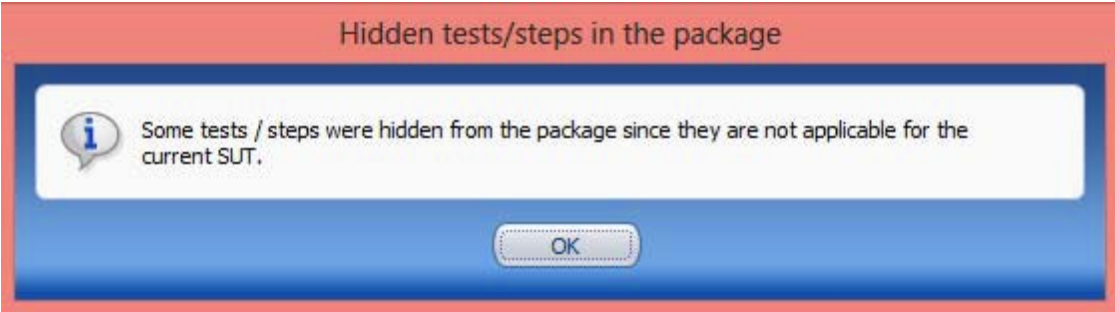 Hidden tests/steps in the package
Some tests / steps were hidden from the package since they are not applicable for the
current SUT.
OK